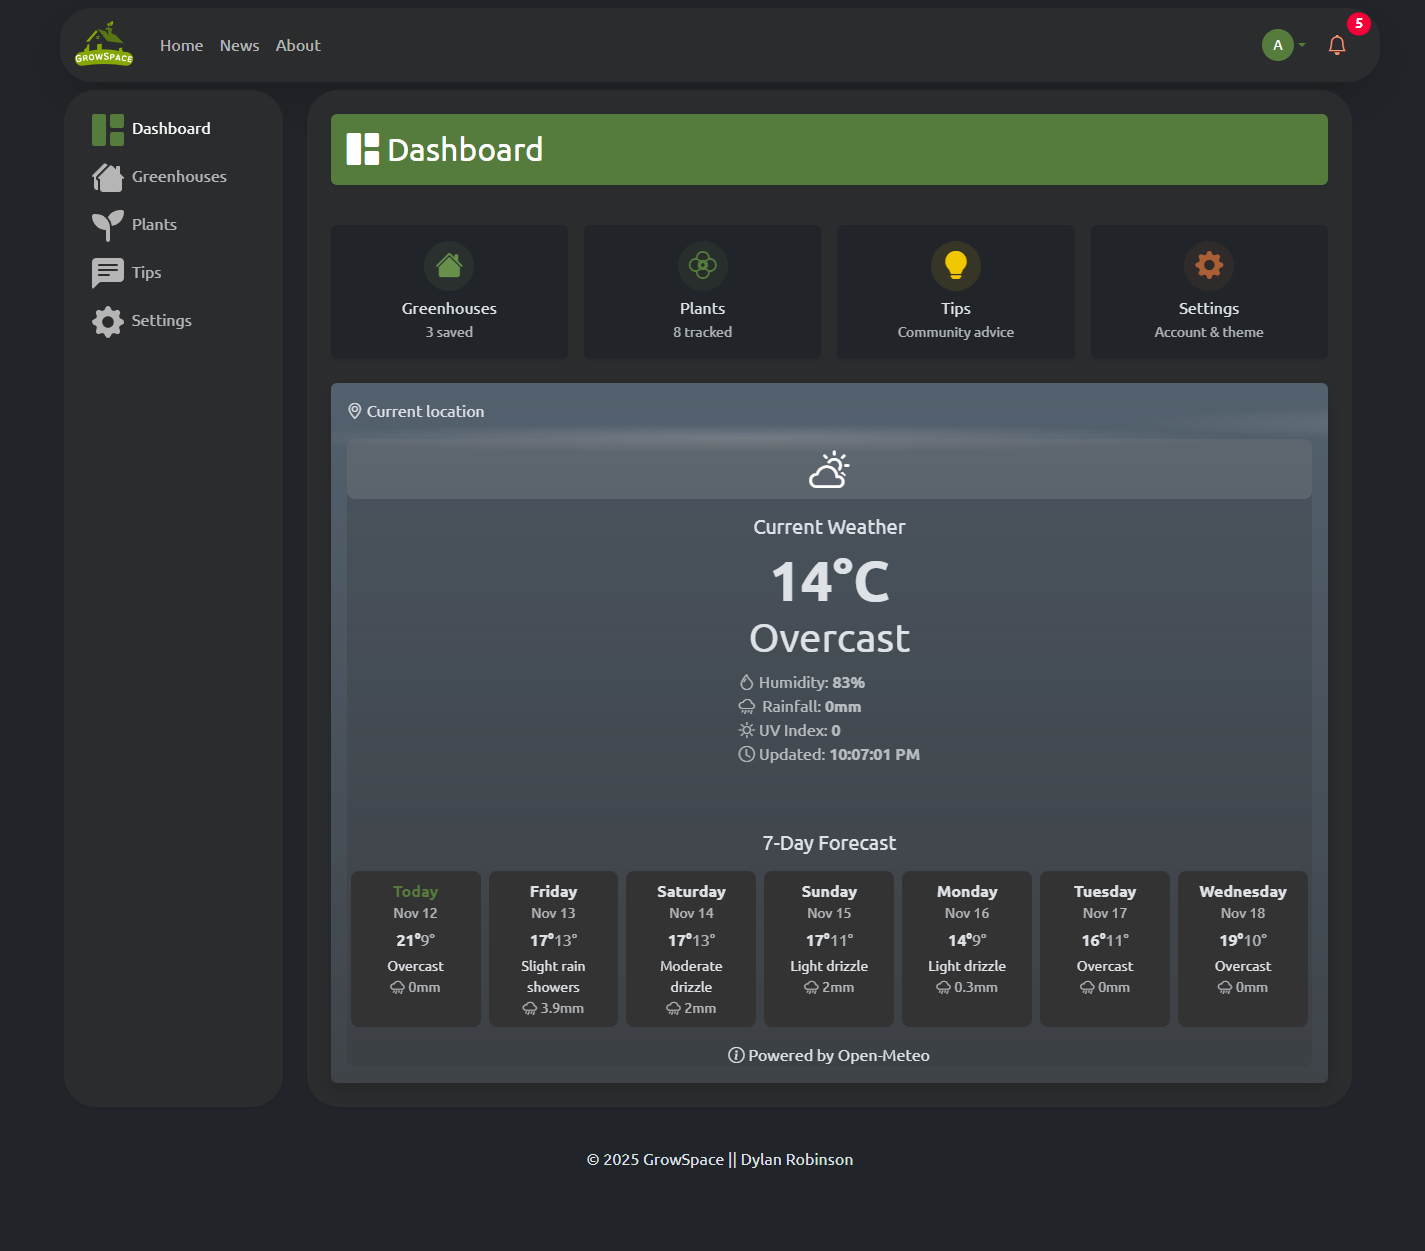 GROWSPACE
Home News About
A
5
Dashboard
Greenhouses
Plants
Tips
Settings
Dashboard
Greenhouses
3 saved
Plants
8 tracked
Tips
Community advice
Settings
Account & theme
Current location
Current Weather
14°C
Overcast
Humidity: 83%
Rainfall: 0mm
UV Index: 0
Updated: 10:07:01 PM
7-Day Forecast
Today
Nov 12
21°9°
Overcast
0mm
Friday
Nov 13
17°13°
Slight rain
showers
3.9mm
Saturday
Nov 14
17°13°
Moderate
drizzle
2mm
Sunday
Nov 15
17°11°
Light drizzle
2mm
Monday
Nov 16
14°9°
Light drizzle
0.3mm
Tuesday
Nov 17
16°11°
Overcast
0mm
Wednesday
Nov 18
19°10°
Overcast
0mm
Powered by Open-Meteo
© 2025 GrowSpace || Dylan Robinson